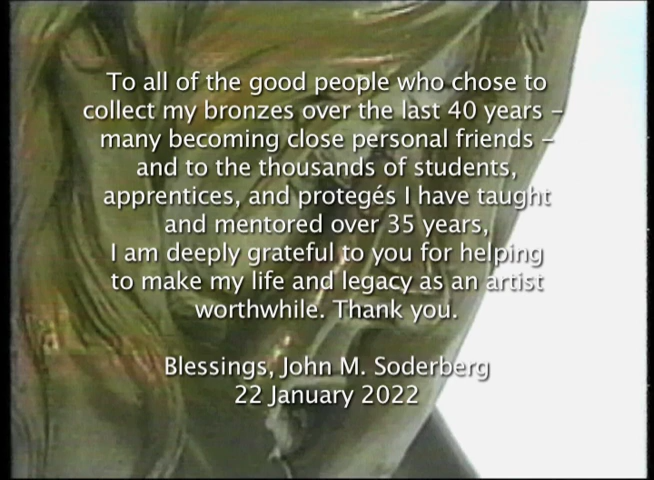 To all of the good people who chose to
collect my bronzes over the last 40 years –
many becoming close personal friends –
and to the thousands of students,
apprentices, and protegés I have taught
and mentored over 35 years,
I am deeply grateful to you for helping
to make my life and legacy as an artist
worthwhile. Thank you.
Blessings, John M. Soderberg
22 January 2022